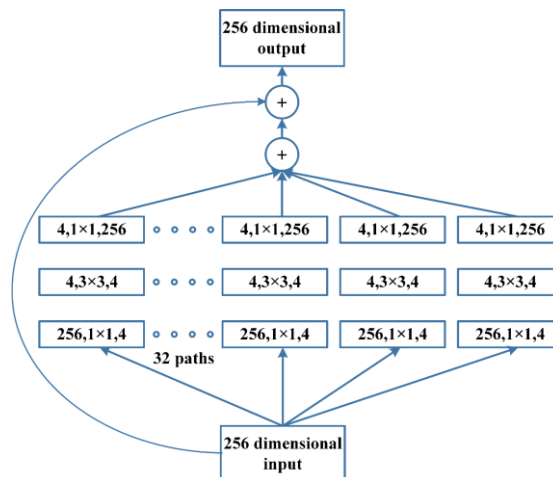 256 dimensional
output
+
+
4,1×1,256 4,1×1,256 4,1×1,256 4,1×1,256
4,3×3,4 4,3×3,4 4,3×3,4 4,3×3,4
256,1×1,4 256,1×1,4 256,1×1,4 256,1×1,4
32 paths
256 dimensional
input